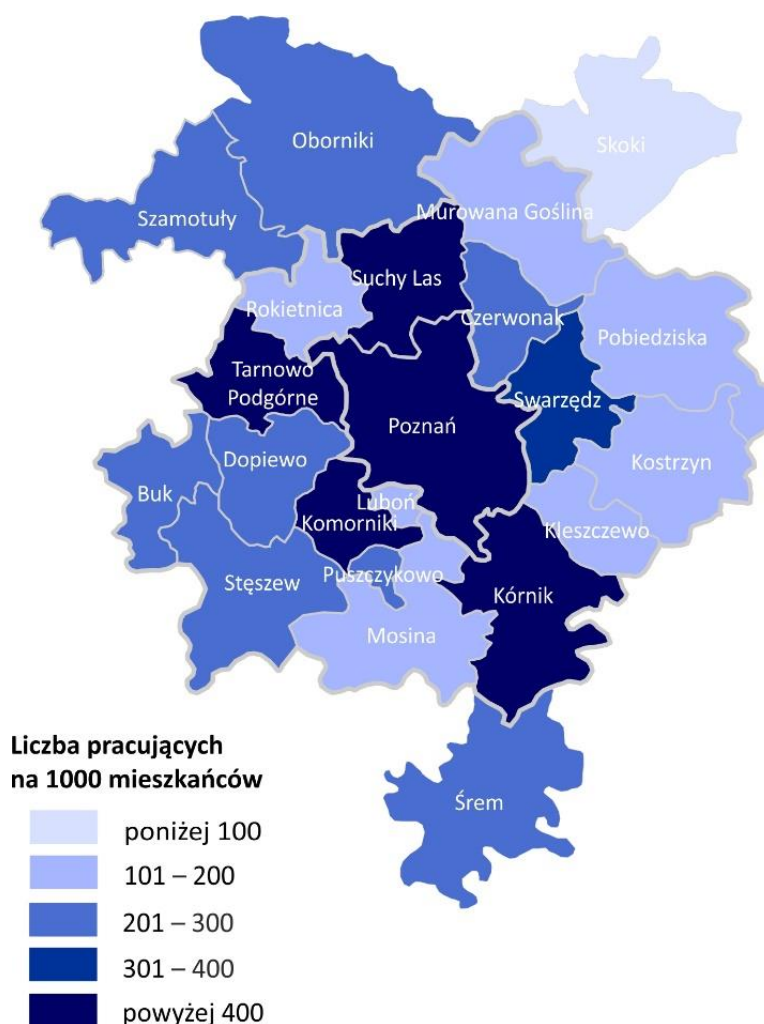 Oborniki
Skoki
Szamotuły
Murowana Goślina
Suchy Las
Rokietnica
Czerwonak
Pobiedziska
Tarnowo
Podgórne
Swarzędz
Poznań
Dopiewo
Kostrzyn
Buk
Luboń
Komorniki
Kleszczewo
Puszczykowo
Stęszew
Kórnik
Mosina
Śrem
Liczba pracujących
na 1000 mieszkańców
poniżej 100
101 – 200
201 – 300
301 – 400
powyżej 400